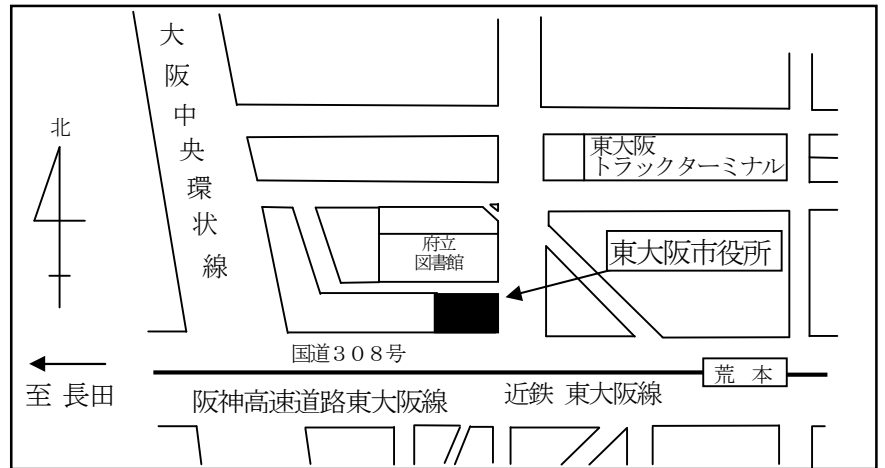 大阪中央環状線
北
東大阪
トラックターミナル
府立
図書館
東大阪市役所
国道３０８号
荒 本
至 長田
阪神高速道路東大阪線
近鉄 東大阪線